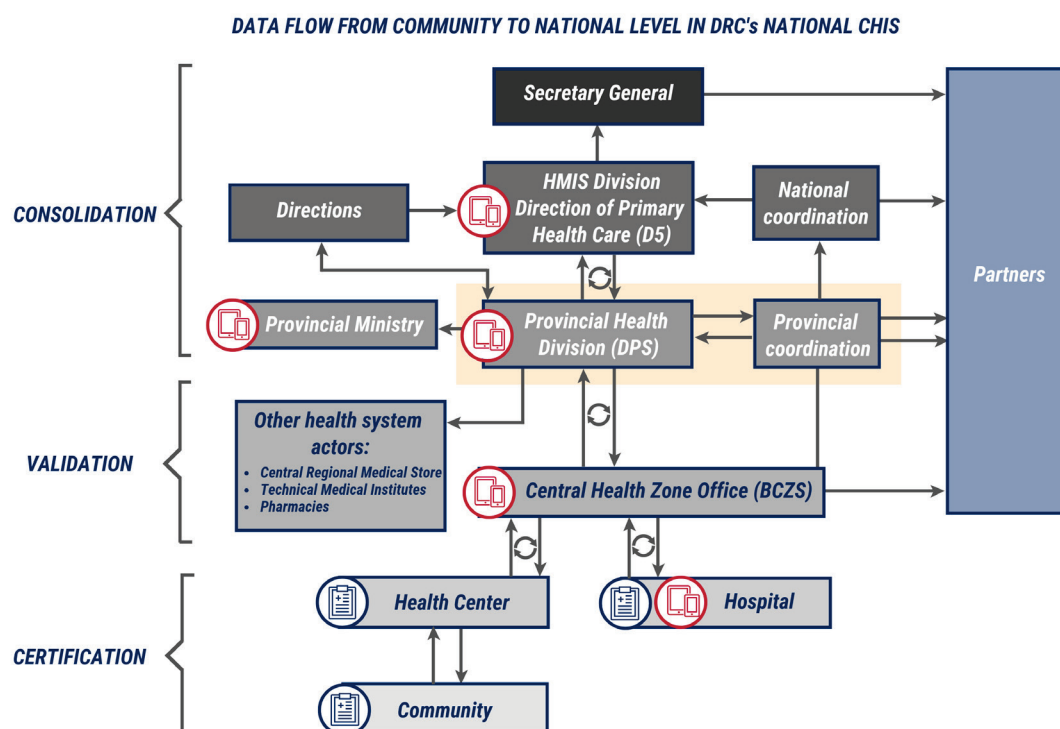 DATA FLOW FROM COMMUNITY TO NATIONAL LEVEL IN DRC's NATIONAL CHIS
CONSOLIDATION
Secretary General
Directions
HMIS Division
Direction of Primary
Health Care (D5)
National
coordination
Partners
Provincial Ministry
Provincial Health
Division (DPS)
Provincial
coordination
VALIDATION
Other health system
actors:
• Central Regional Medical Store
• Technical Medical Institutes
• Pharmacies
Central Health Zone Office (BCZS)
CERTIFICATION
Health Center
Hospital
Community